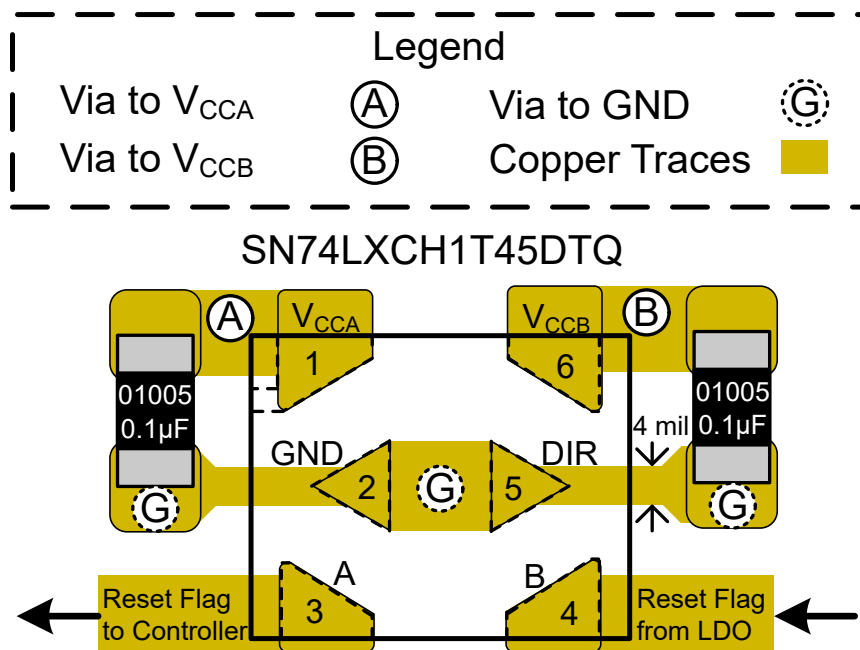 Legend
Via to VCCA A Via to GND G
Via to VCCB B Copper Traces
SN74LXCH1T45DTQ
A VCCA VCCB B
1 6
01005 01005
0.1µF 0.1µF
4 mil
GND DIR
2 G 5
G G
A B
3 4
Reset Flag Reset Flag
to Controller from LDO